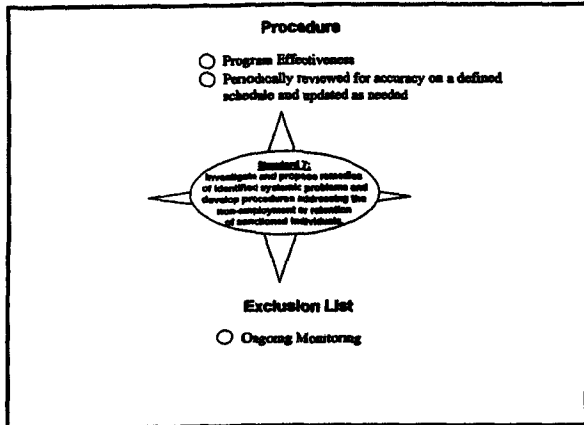 Procedure
Program Effectiveness
Periodically reviewed for accuracy on a defined
schedule and updated as needed
Standard 7:
Investigate and propose remedies
of identified systemic problems and
develop procedures addressing the
non-employment or retention
of sanctioned individuals.
Exclusion List
Ongoing Monitoring